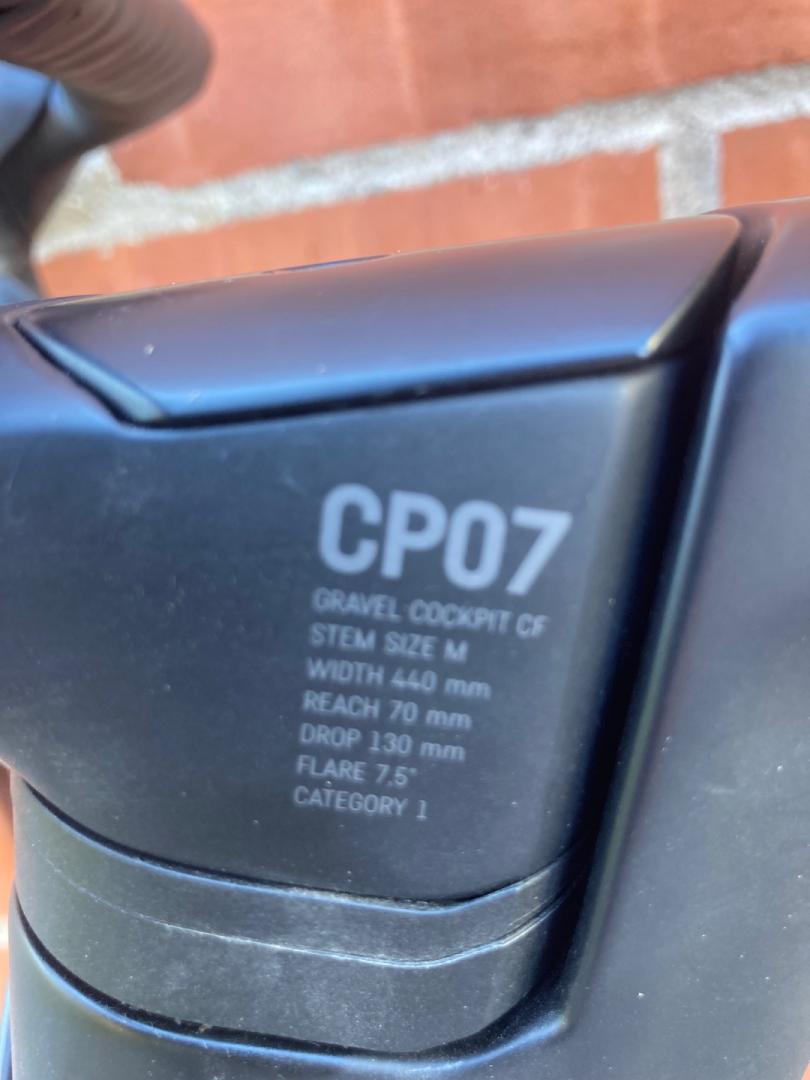 CP07
GRAVEL COCKPIT CF
STEM SIZE M
WIDTH 440 mm
REACH 70 mm
DROP 130 mm
FLARE 7,5°
CATEGORY 1